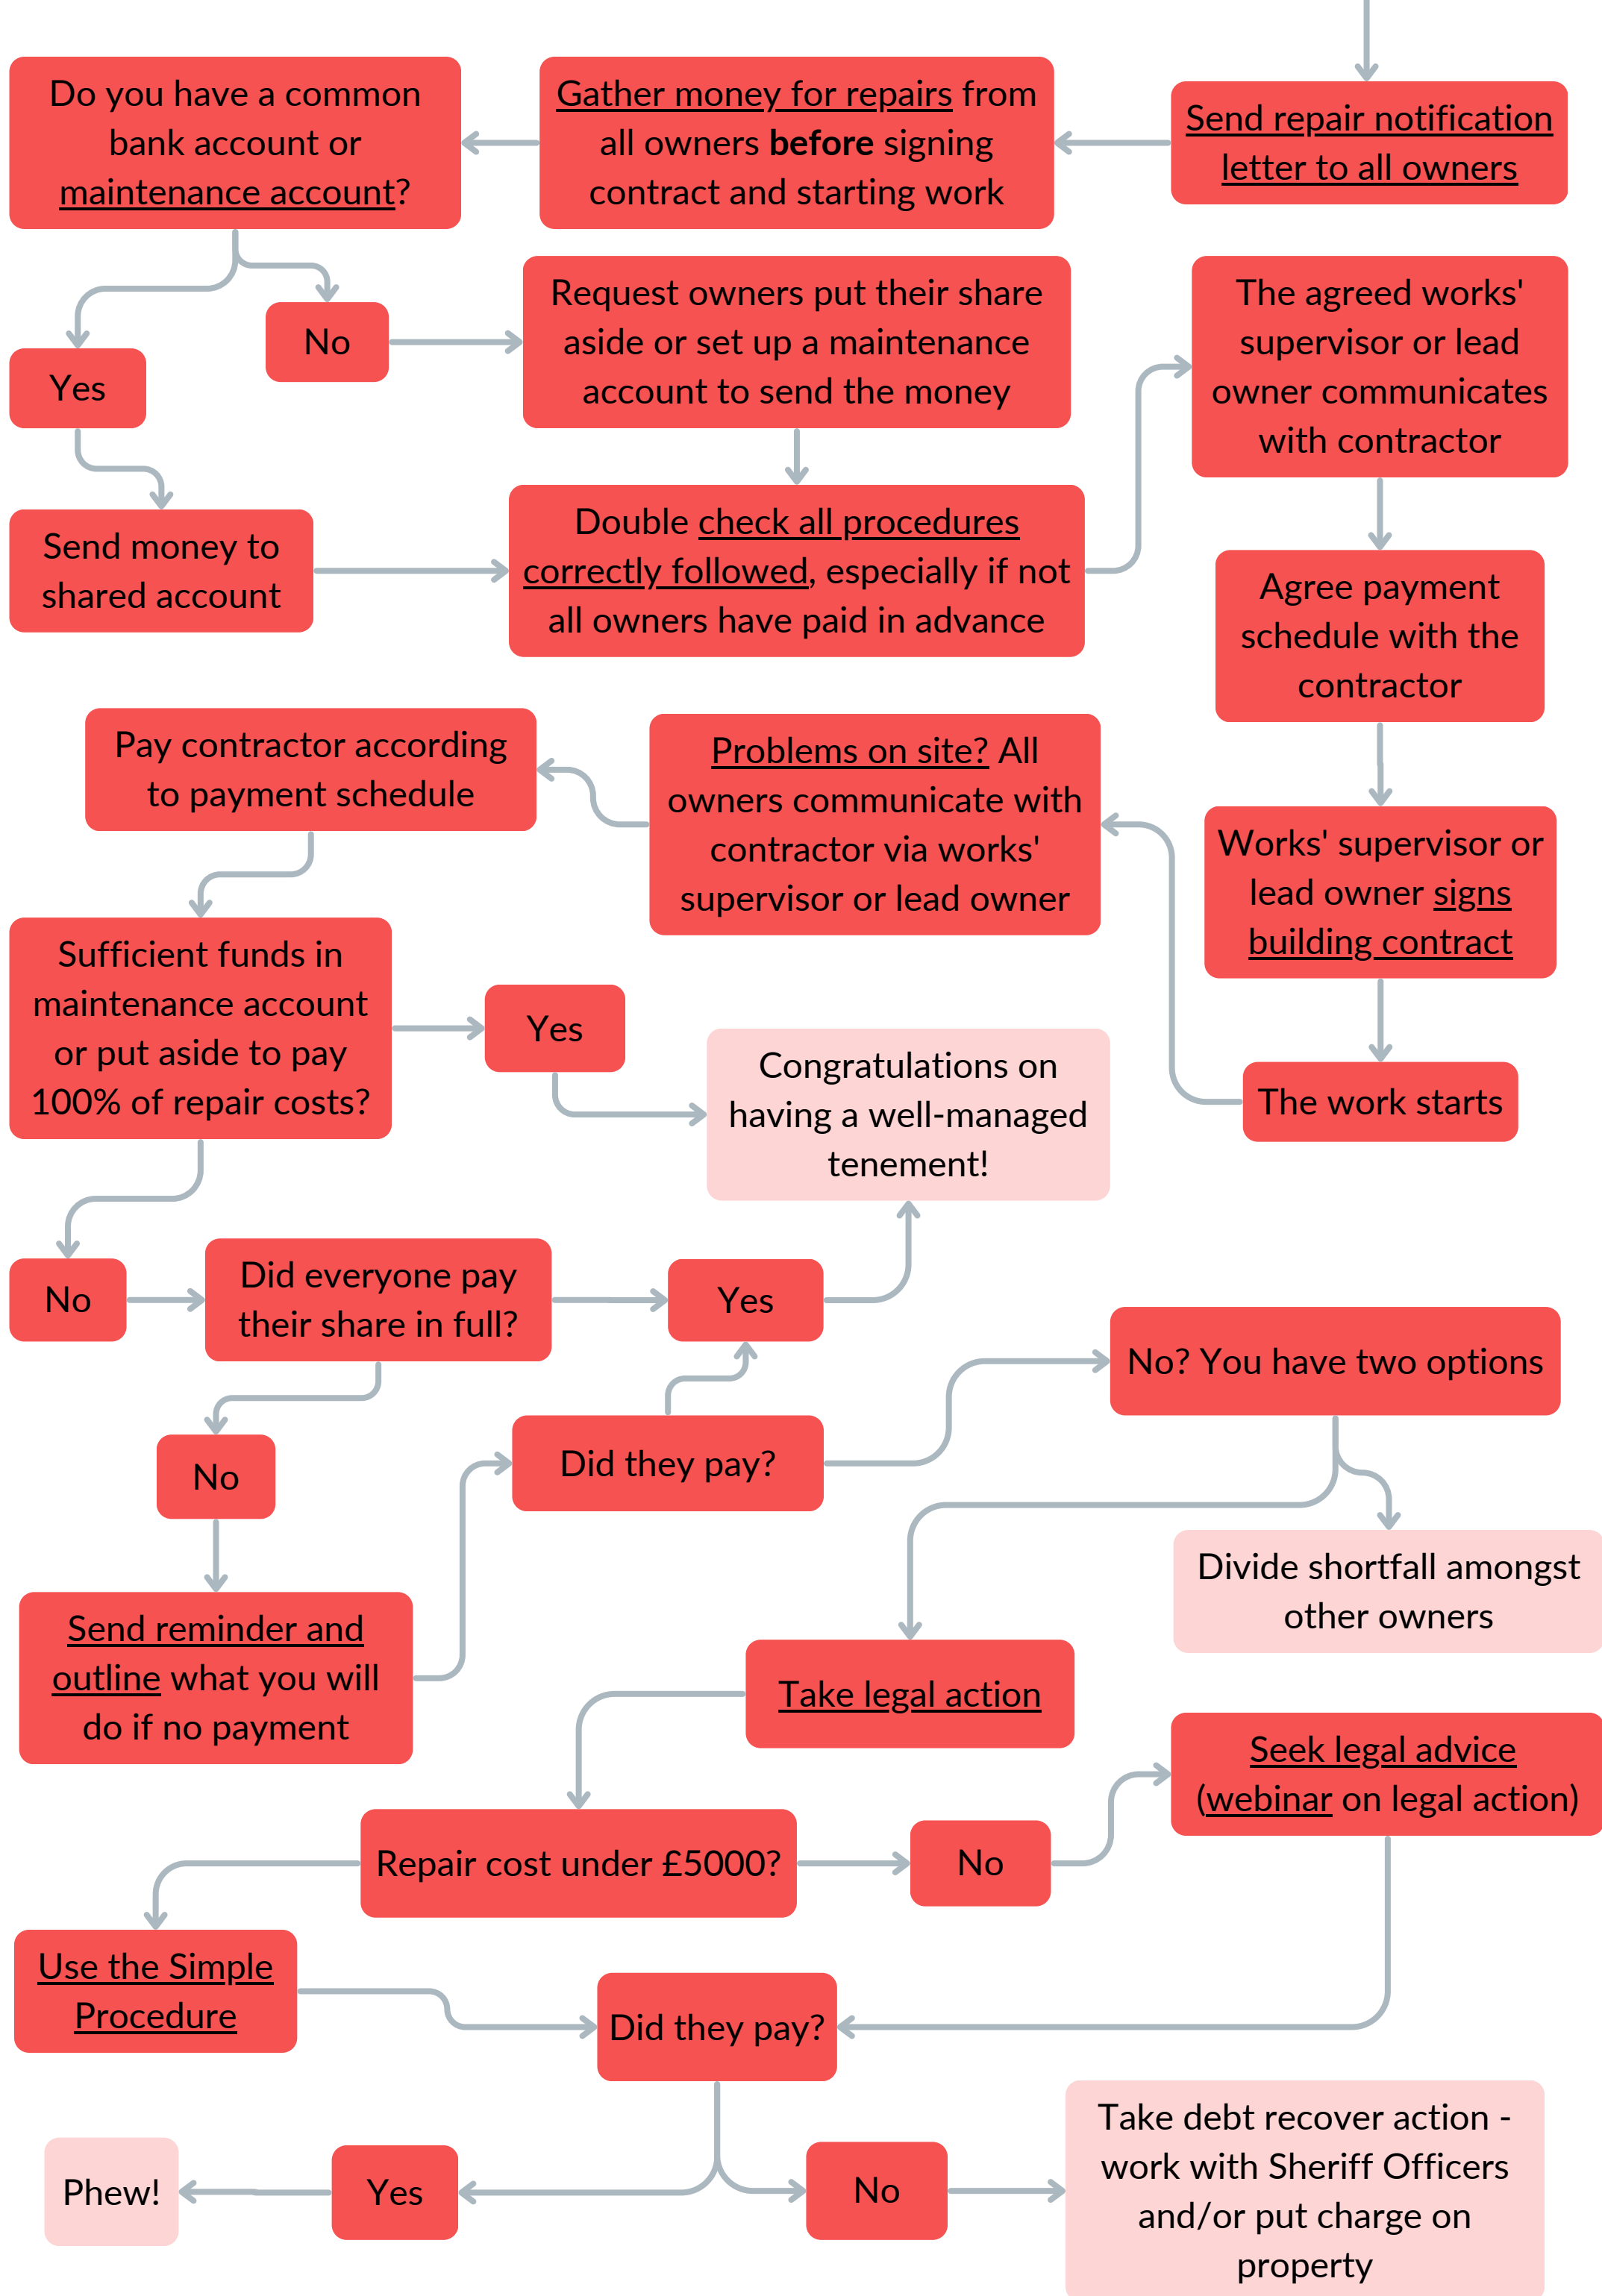 Do you have a common
bank account or
maintenance account?
Gather money for repairs from
all owners before signing
contract and starting work
Send repair notification
letter to all owners
Yes
No
Request owners put their share
aside or set up a maintenance
account to send the money
The agreed works'
supervisor or lead
owner communicates
with contractor
Send money to
shared account
Double check all procedures
correctly followed, especially if not
all owners have paid in advance
Agree payment
schedule with the
contractor
Pay contractor according
to payment schedule
Problems on site? All
owners communicate with
contractor via works'
supervisor or lead owner
Works' supervisor or
lead owner signs
building contract
Sufficient funds in
maintenance account
or put aside to pay
100% of repair costs?
Yes
Congratulations on
having a well-managed
tenement!
The work starts
No
Did everyone pay
their share in full?
Yes
No? You have two options
No
Did they pay?
Divide shortfall amongst
other owners
Send reminder and
outline what you will
do if no payment
Take legal action
Seek legal advice
(webinar on legal action)
Repair cost under £5000?
No
Use the Simple
Procedure
Did they pay?
Phew!
Yes
No
Take debt recover action -
work with Sheriff Officers
and/or put charge on
property